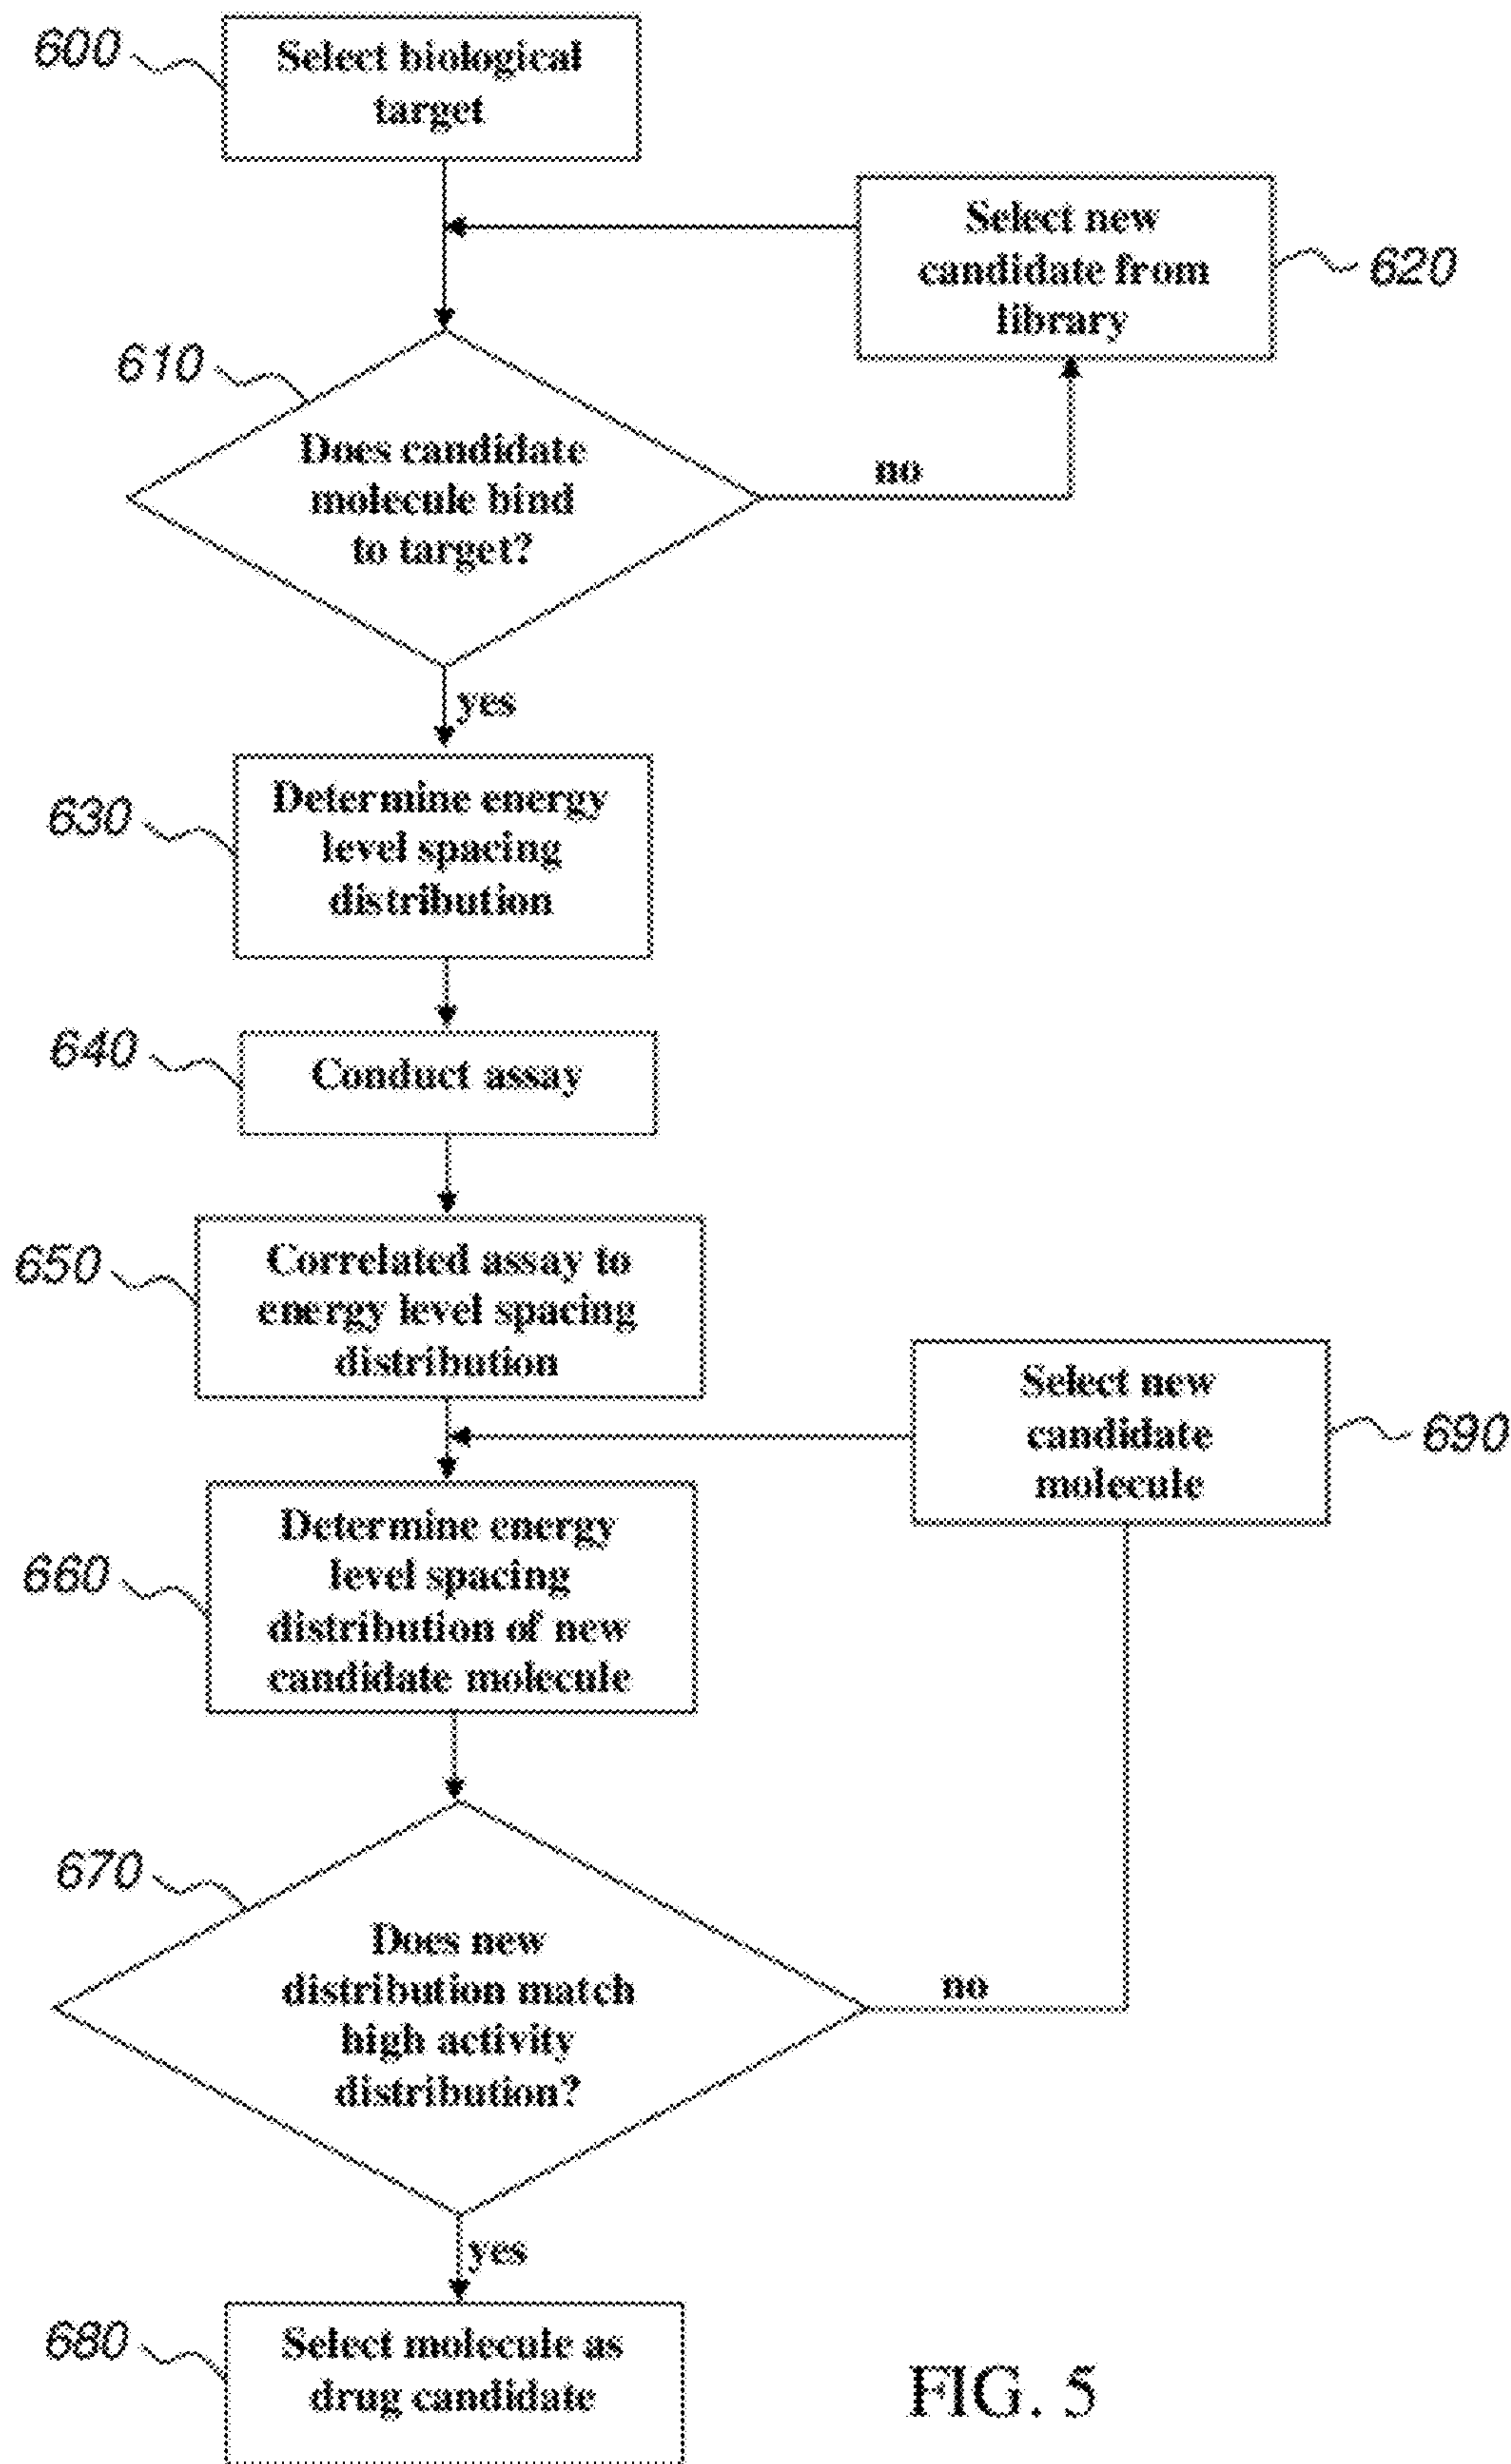 600
Select biological
target
Select new
candidate from
library
620
610
Does candidate
molecule bind
to target?
no
yes
630
Determine energy
level spacing
distribution
640
Conduct assay
650
Correlated assay to
energy level spacing
distribution
Select new
candidate
molecule
690
660
Determine energy
level spacing
distribution of new
candidate molecule
670
Does new
distribution match
high activity
distribution?
no
yes
680
Select molecule as
drug candidate
FIG. 5